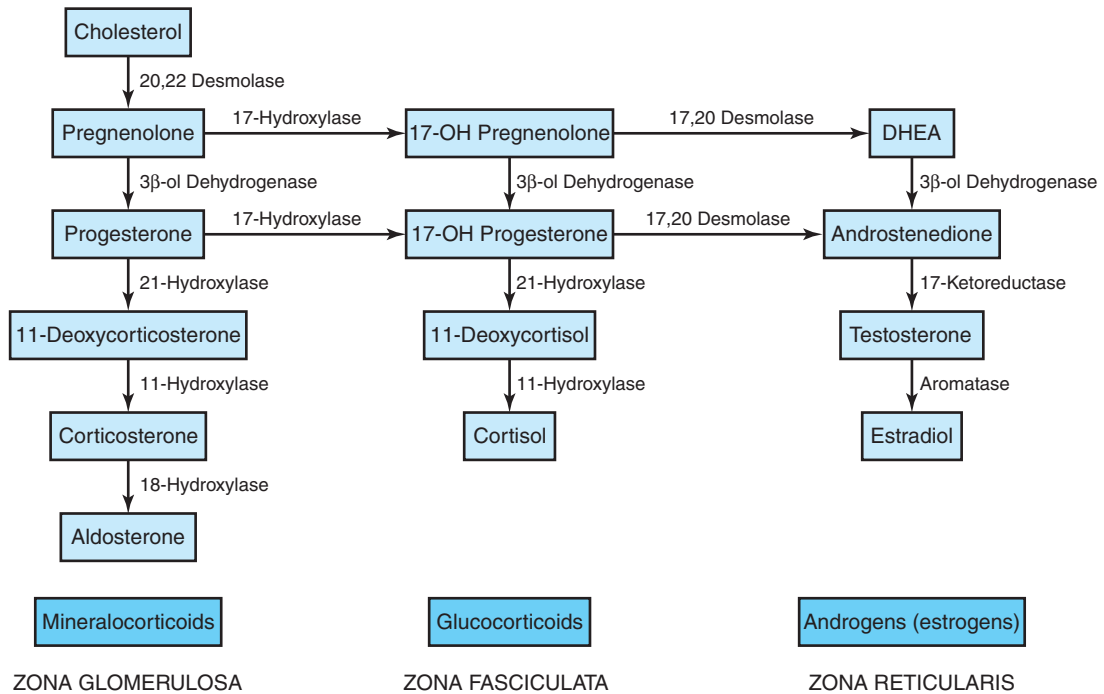 Cholesterol
20,22 Desmolase
Pregnenolone
17-Hydroxylase
17-OH Pregnenolone
17,20 Desmolase
DHEA
3β-ol Dehydrogenase
3β-ol Dehydrogenase
3β-ol Dehydrogenase
Progesterone
17-Hydroxylase
17-OH Progesterone
17,20 Desmolase
Androstenedione
21-Hydroxylase
21-Hydroxylase
17-Ketoreductase
11-Deoxycorticosterone
11-Deoxycortisol
Testosterone
11-Hydroxylase
11-Hydroxylase
Aromatase
Corticosterone
Cortisol
Estradiol
18-Hydroxylase
Aldosterone
Mineralocorticoids
Glucocorticoids
Androgens (estrogens)
ZONA GLOMERULOSA
ZONA FASCICULATA
ZONA RETICULARIS